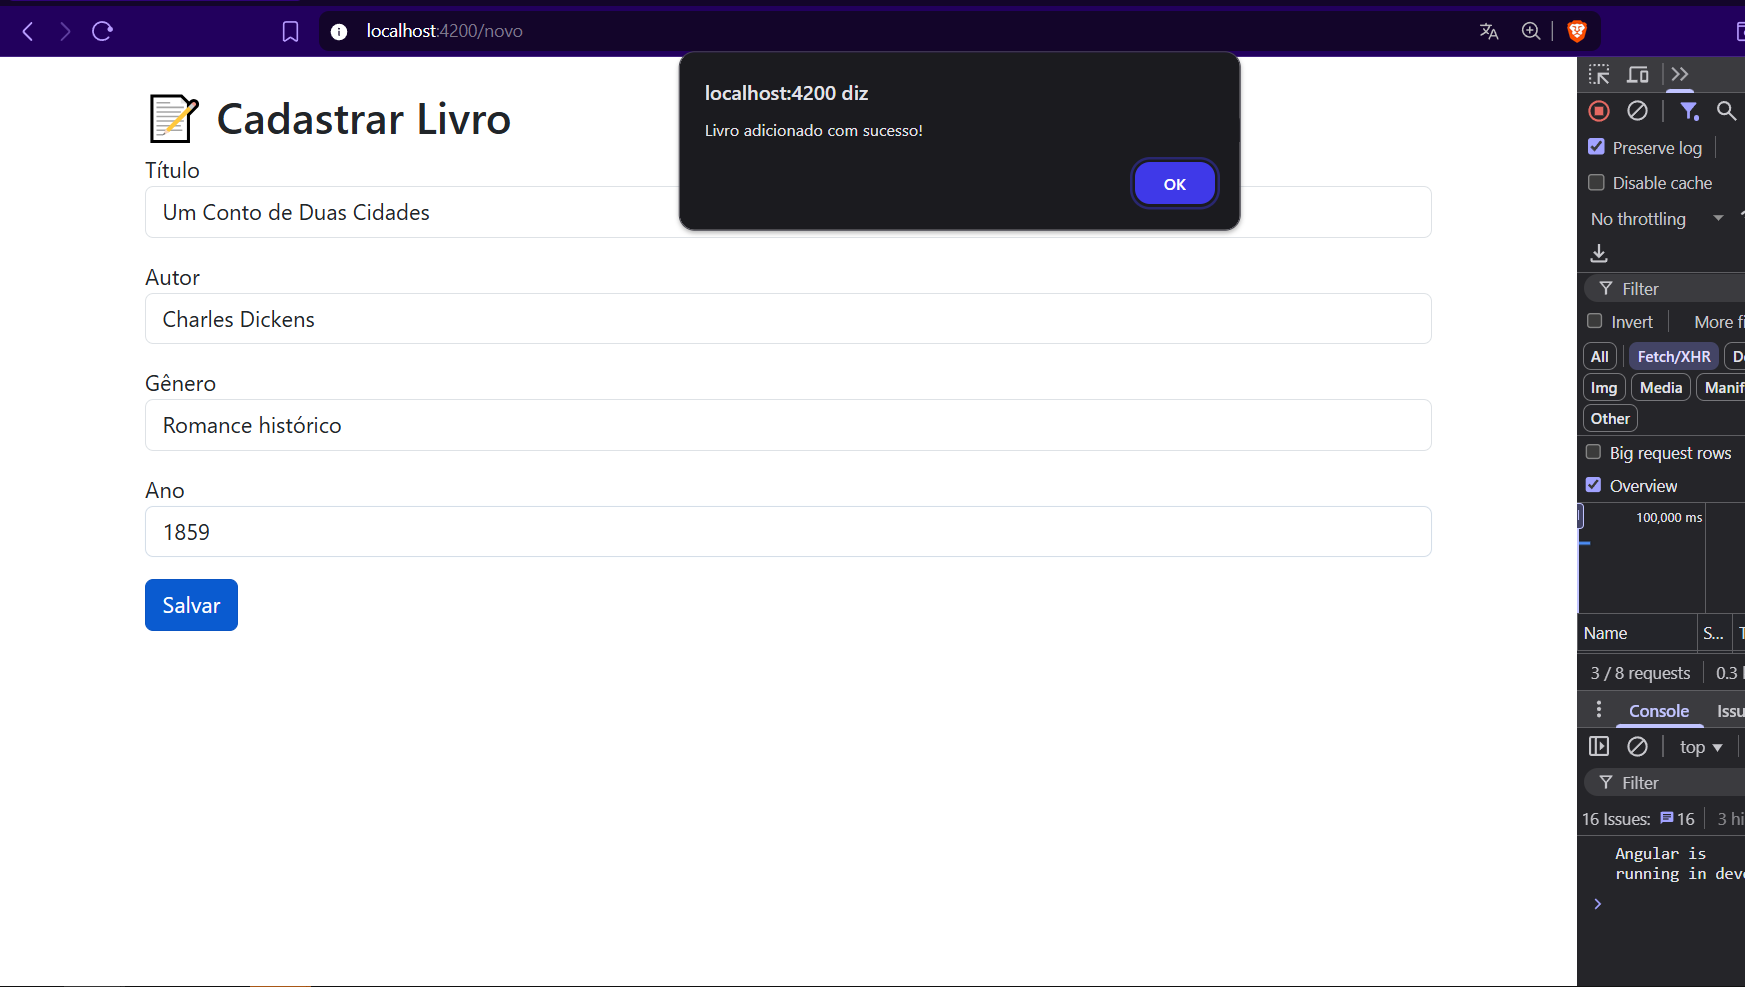 localhost:4200/novo
localhost:4200 diz
Livro adicionado com sucesso!
OK
Cadastrar Livro
Título
Um Conto de Duas Cidades
Autor
Charles Dickens
Gênero
Romance histórico
Ano
1859
Salvar
Preserve log
Disable cache
No throttling
Filter
Invert
More fi
All
Fetch/XHR
Do
Img
Media
Manif
Other
Big request rows
Overview
100,000 ms
Name
S...
T
3 / 8 requests
0.3
Console
Issu
top
Filter
16 Issues:
16
3 hi
Angular is
running in deve